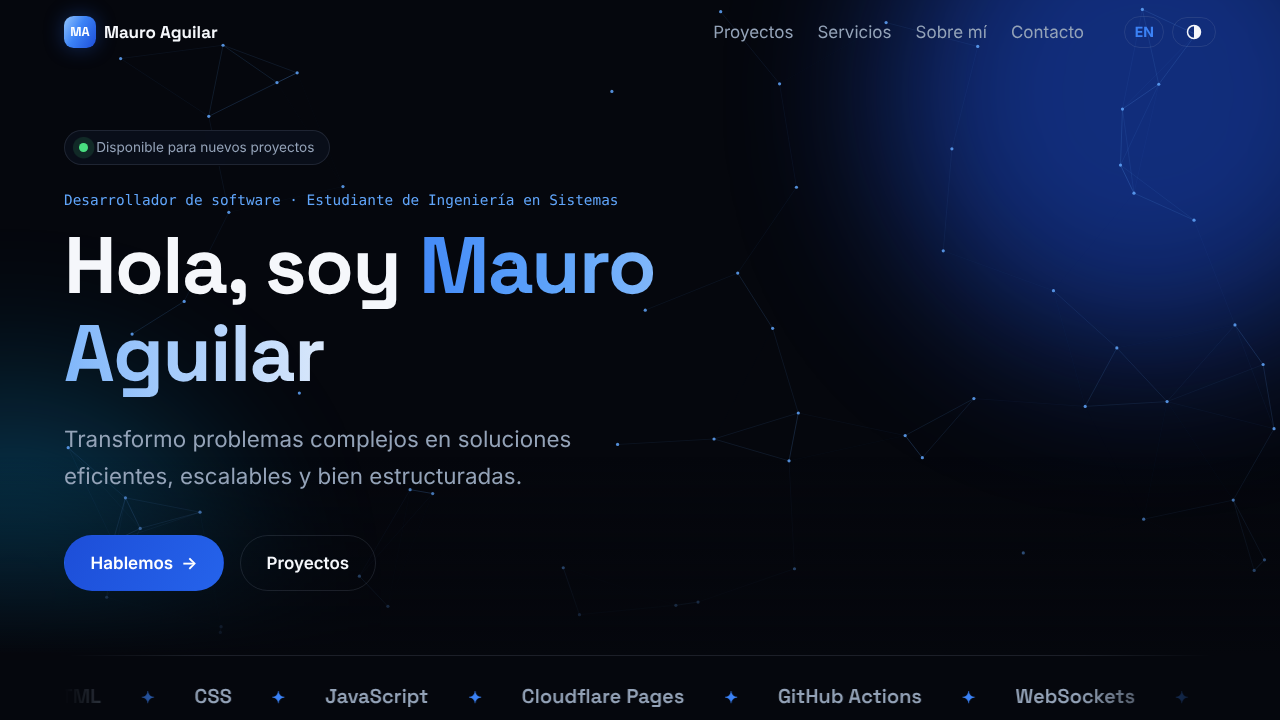 MA Mauro Aguilar Proyectos Servicios Sobre mí Contacto EN
Disponible para nuevos proyectos
Desarrollador de software · Estudiante de Ingeniería en Sistemas
Hola, soy Mauro
Aguilar
Transformo problemas complejos en soluciones
eficientes, escalables y bien estructuradas.
Hablemos → Proyectos
CSS ✦ JavaScript ✦ Cloudflare Pages ✦ GitHub Actions ✦ WebSockets ✦